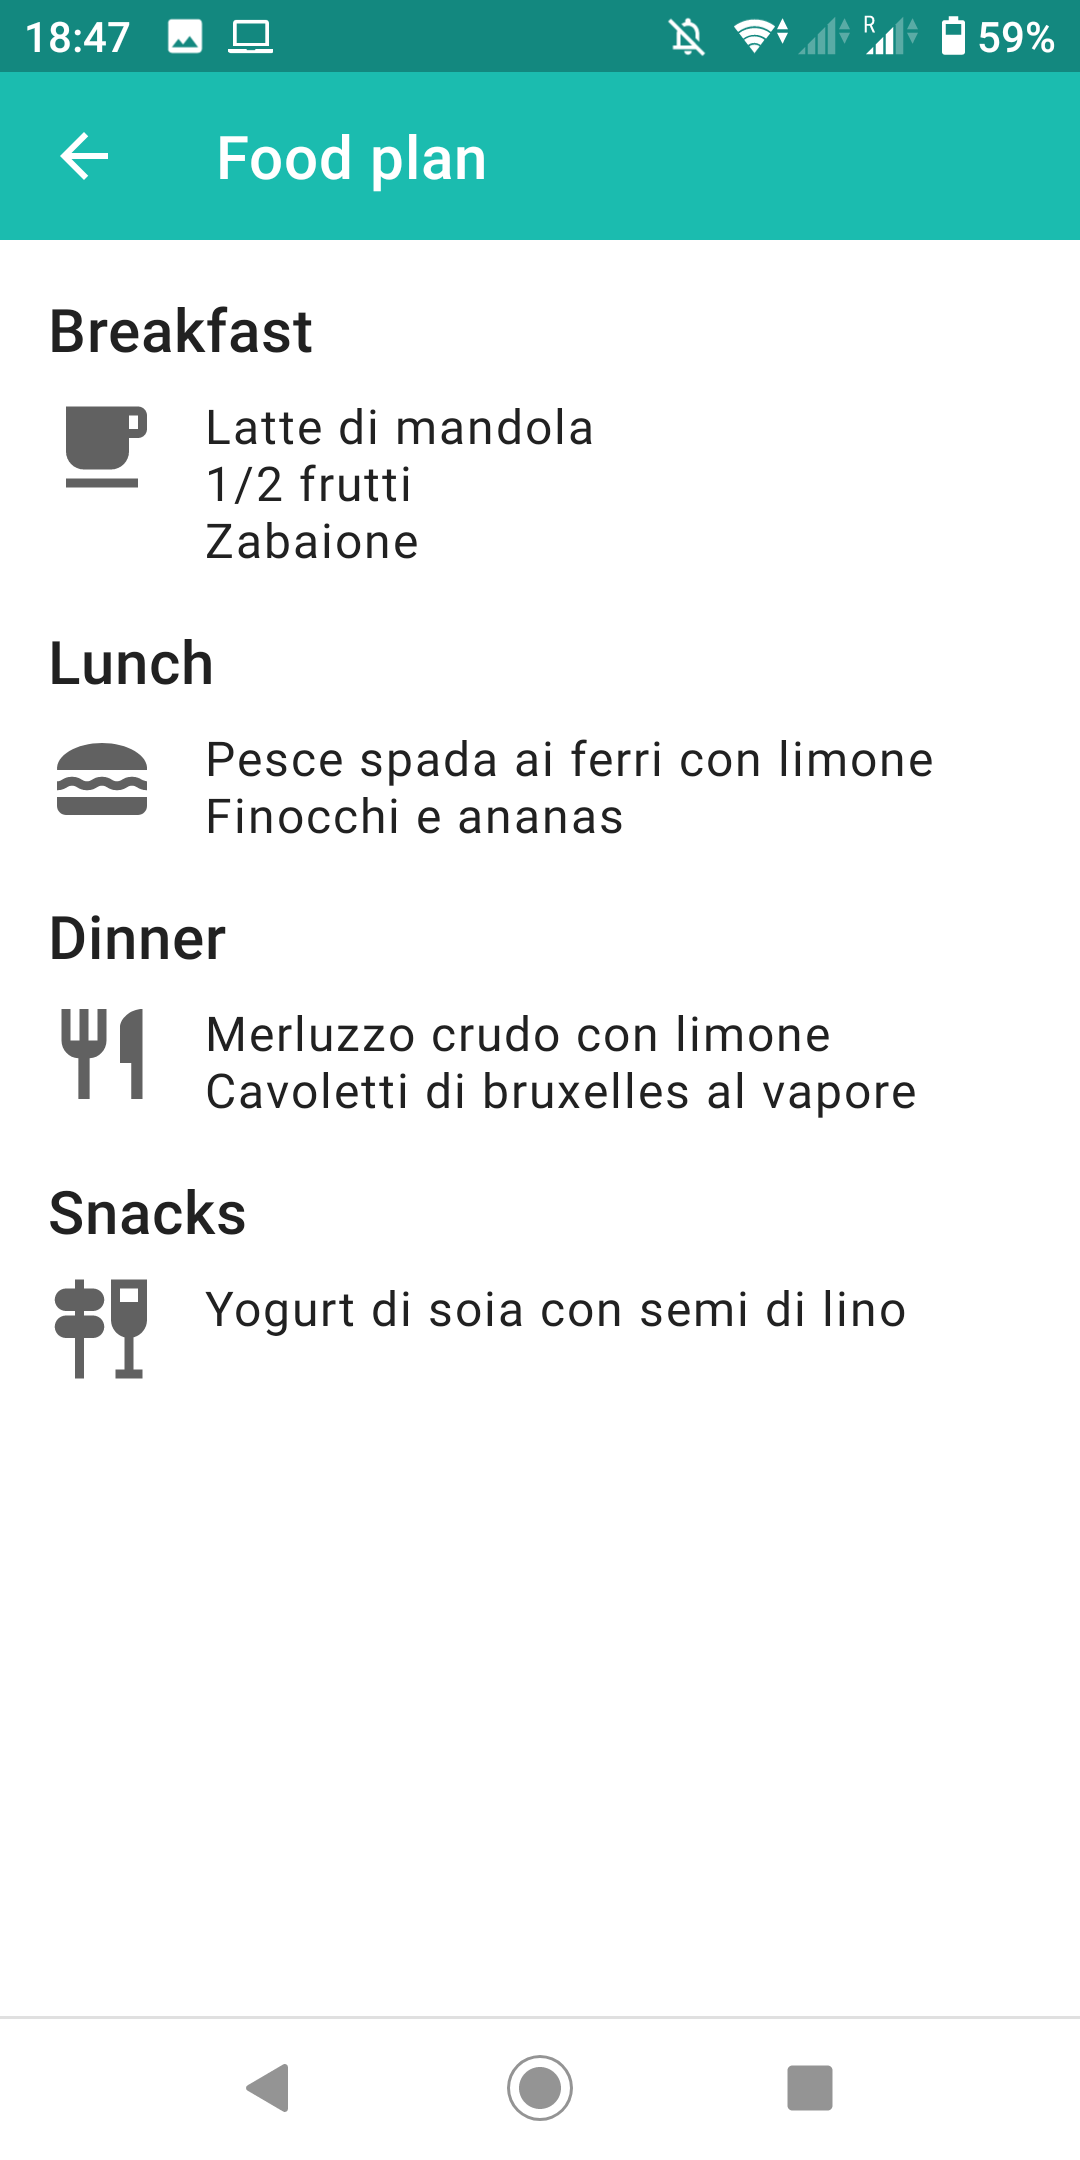 18:47
R
59%
Food plan
Breakfast
Latte di mandola
1/2 frutti
Zabaione
Lunch
Pesce spada ai ferri con limone
Finocchi e ananas
Dinner
Merluzzo crudo con limone
Cavoletti di bruxelles al vapore
Snacks
Yogurt di soia con semi di lino